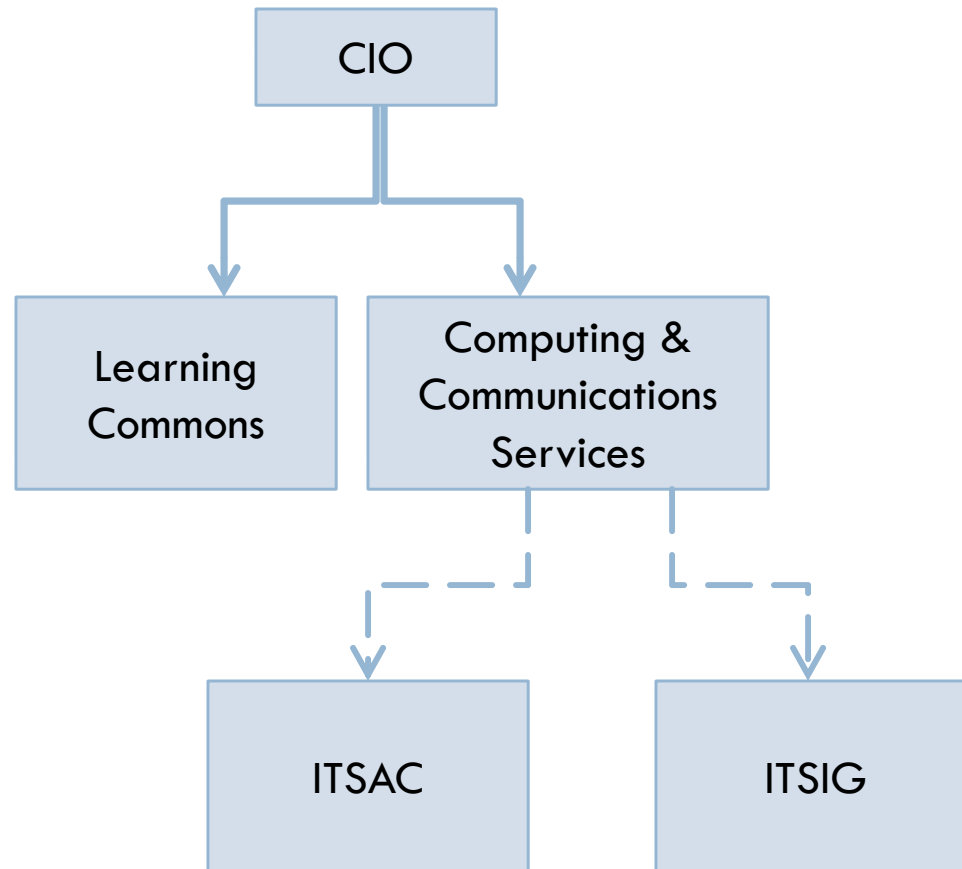 CIO
Learning
Commons
Computing &
Communications
Services
ITSAC
ITSIG